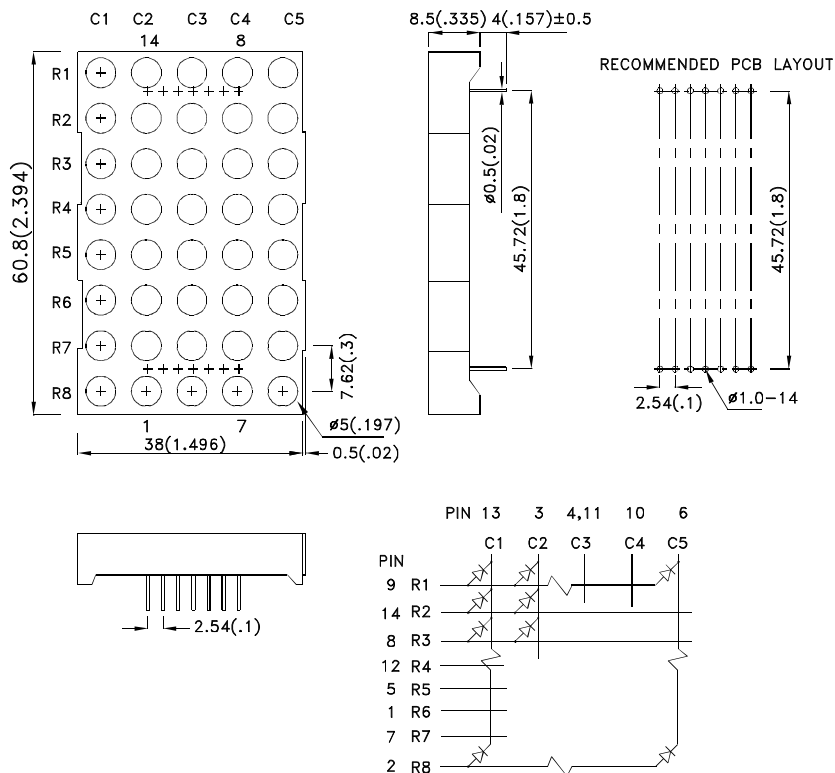 C1 C2 C3 C4 C5
14 8
R1
R2
R3
R4
R5
R6
R7
R8
60.8(2.394)
7.62(.3)
1 7
ø5(.197)
38(1.496)
0.5(.02)
8.5(.335) 4(.157)±0.5
ø0.5(.02)
45.72(1.8)
RECOMMENDED PCB LAYOUT
45.72(1.8)
2.54(.1)
ø1.0-14
2.54(.1)
PIN 13 3 4,11 10 6
C1 C2 C3 C4 C5
PIN
9 R1
14 R2
8 R3
12 R4
5 R5
1 R6
7 R7
2 R8